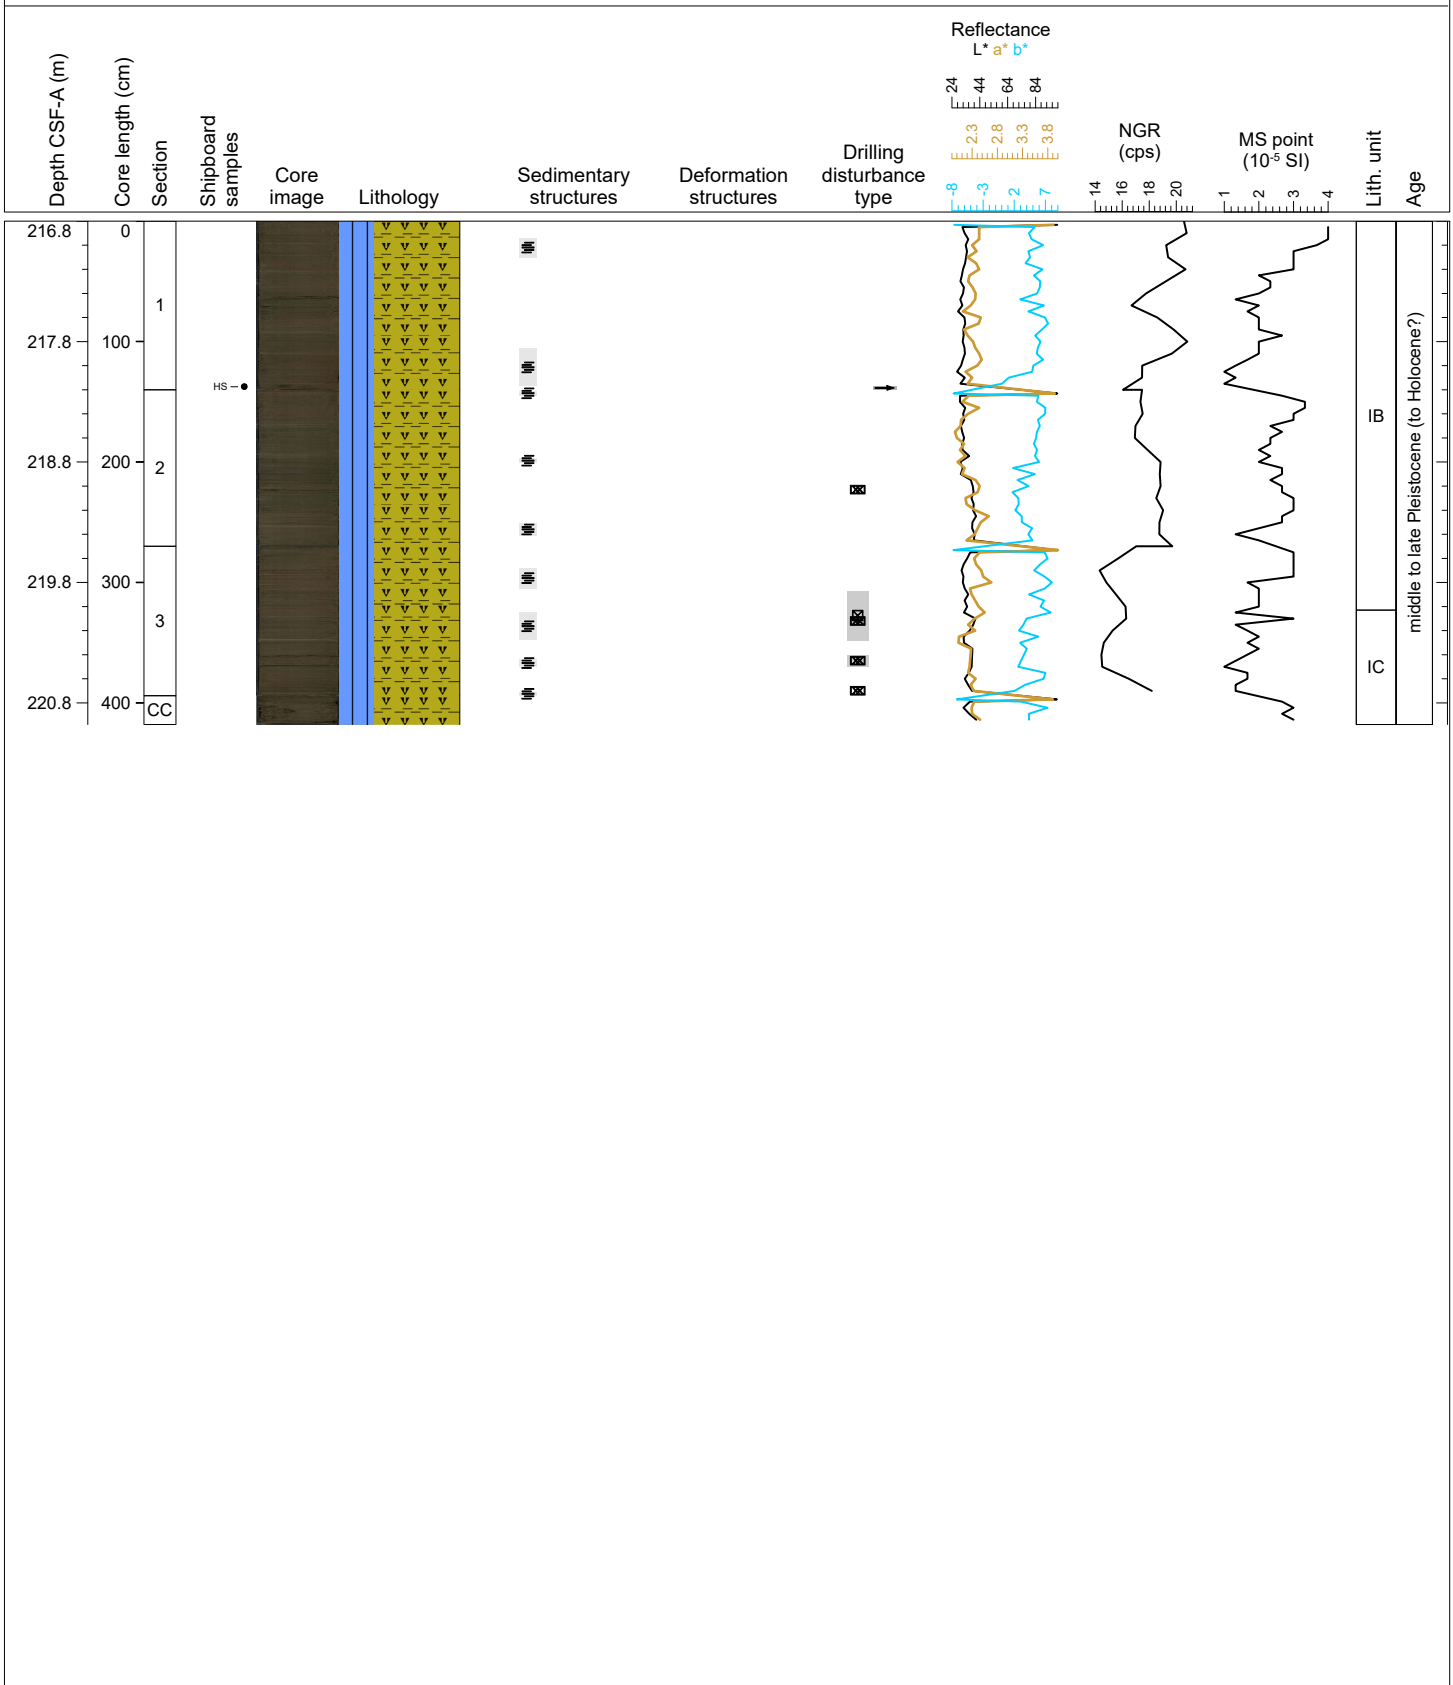 Depth CSF-A (m)
Core length (cm)
Section
Shipboard
samples
Core
image
Lithology
Sedimentary
structures
Deformation
structures
Drilling
disturbance
type
Reflectance
L* a* b*
24 44 64 84
2.3 2.8 3.3 3.8
-8 -3 2 7
NGR
(cps)
14 16 18 20
MS point
(10-5 SI)
1 2 3 4
Lith. unit
Age
216.8
217.8
218.8
219.8
220.8
0
100
200
300
400
1
2
3
CC
HS
IB
IC
middle to late Pleistocene (to Holocene?)